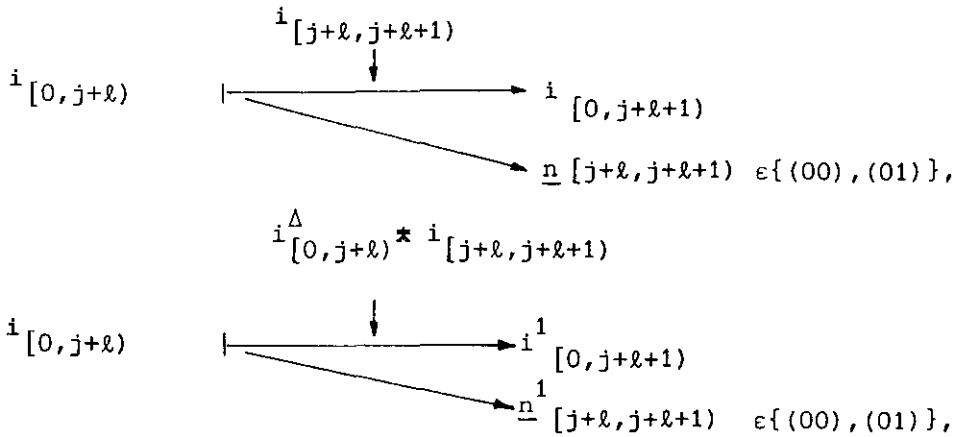 i [j+ℓ,j+ℓ+1)
i [0,j+ℓ) i [0,j+ℓ+1)
n [j+ℓ,j+ℓ+1) ε{(00),(01)},
i^Δ [0,j+ℓ) * i [j+ℓ,j+ℓ+1)
i [0,j+ℓ) i^1 [0,j+ℓ+1)
n^1 [j+ℓ,j+ℓ+1) ε{(00),(01)},